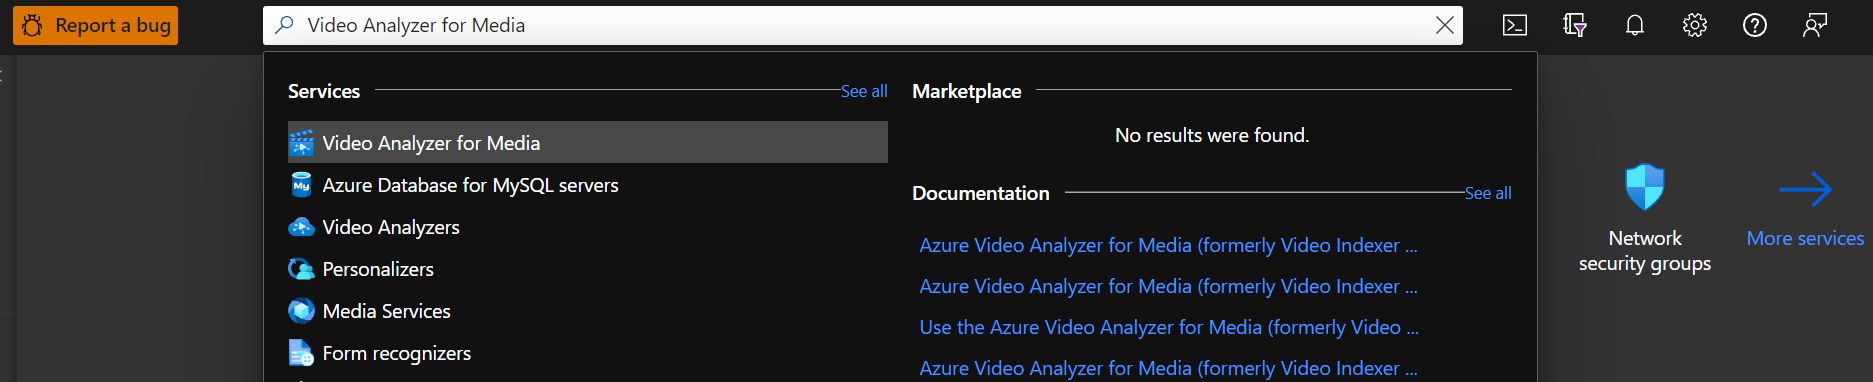 Report a bug
Video Analyzer for Media
Services
See all
Video Analyzer for Media
Azure Database for MySQL servers
Video Analyzers
Personalizers
Media Services
Form recognizers
Marketplace
No results were found.
Documentation
See all
Azure Video Analyzer for Media (formerly Video Indexer ...
Azure Video Analyzer for Media (formerly Video Indexer ...
Use the Azure Video Analyzer for Media (formerly Video ...
Azure Video Analyzer for Media (formerly Video Indexer ...
Network
security groups
More services